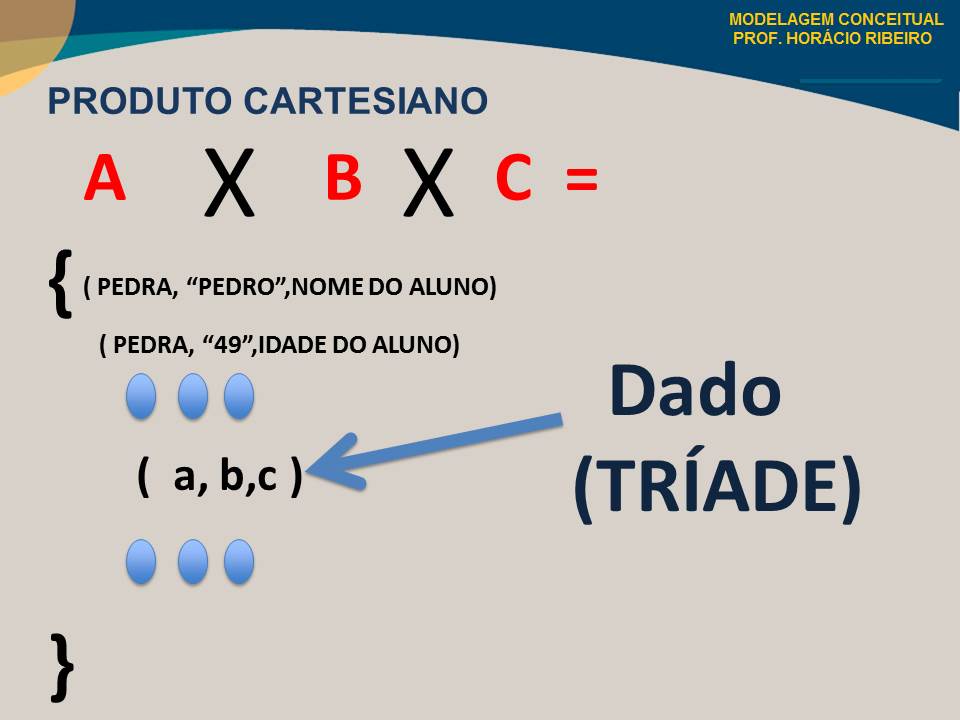 MODELAGEM CONCEITUAL
PROF. HORÁCIO RIBEIRO
PRODUTO CARTESIANO
A X B X C =
{ ( PEDRA, “PEDRO”,NOME DO ALUNO)
( PEDRA, “49”,IDADE DO ALUNO)
Dado
( a, b,c )
(TRÍADE)
}